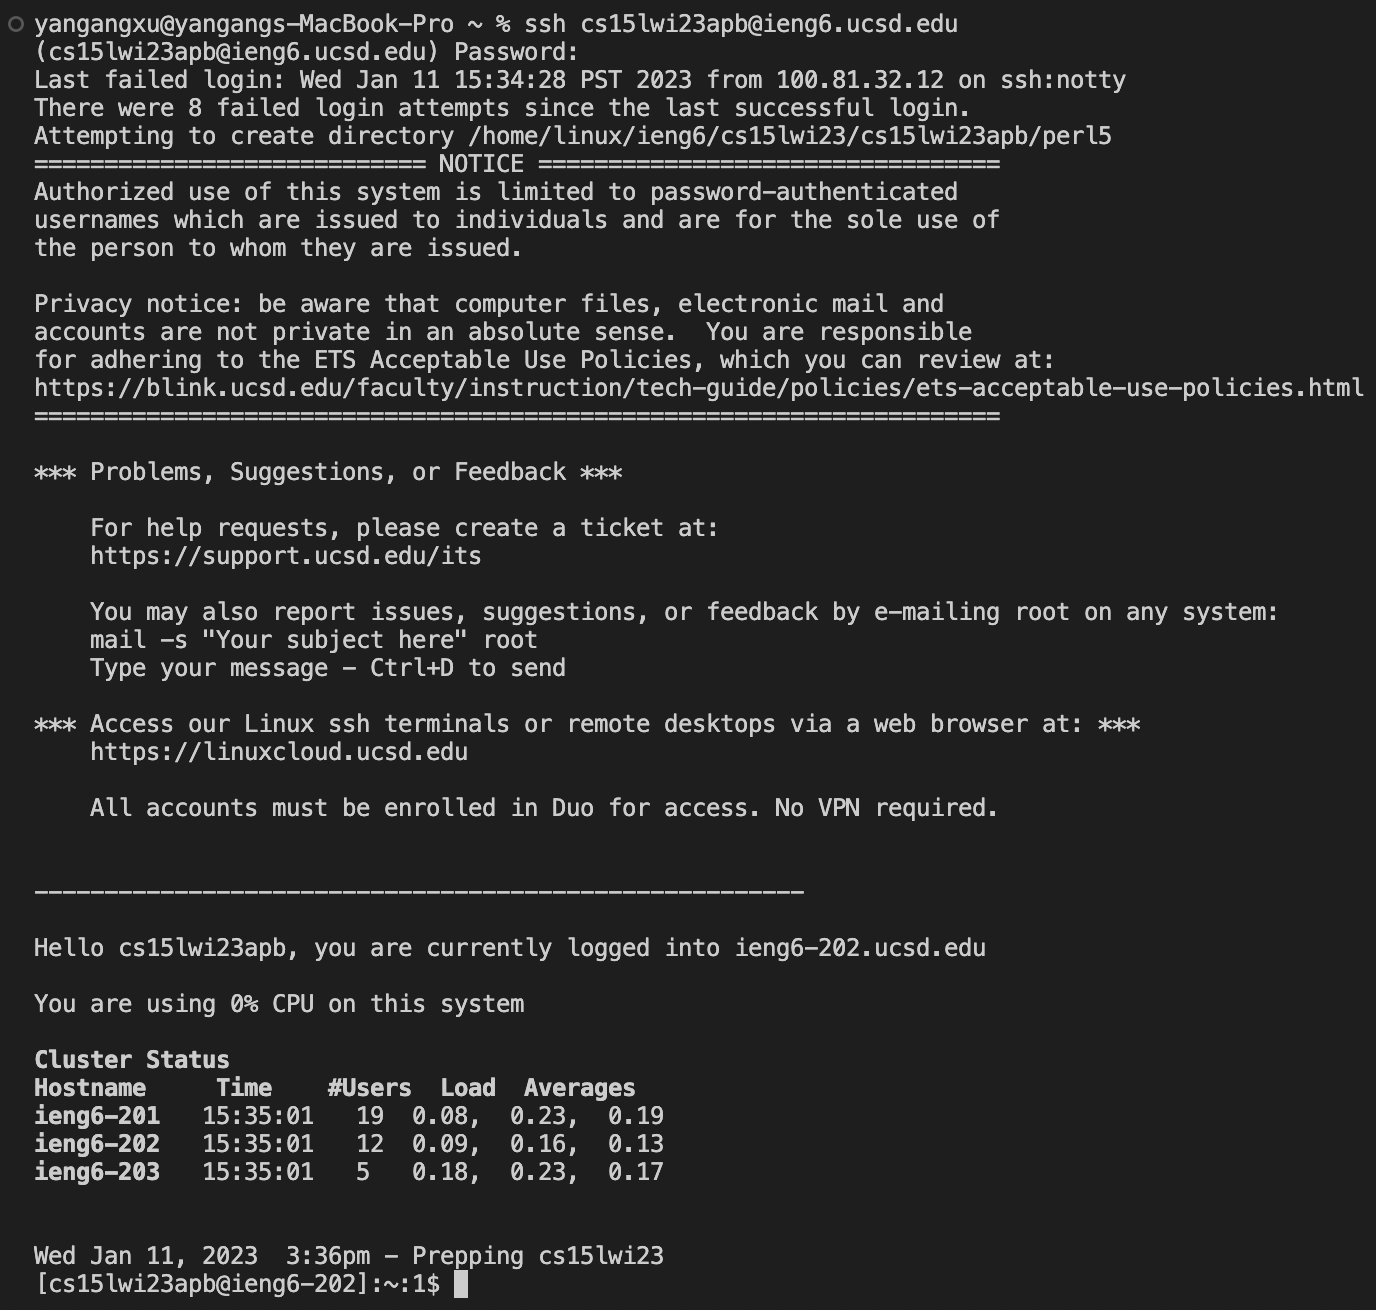 yangangxu@yangangs-MacBook-Pro ~ % ssh cs15lwi23apb@ieng6.ucsd.edu
(cs15lwi23apb@ieng6.ucsd.edu) Password:
Last failed login: Wed Jan 11 15:34:28 PST 2023 from 100.81.32.12 on ssh:notty
There were 8 failed login attempts since the last successful login.
Attempting to create directory /home/linux/ieng6/cs15lwi23/cs15lwi23apb/perl5
============================ NOTICE =================================
Authorized use of this system is limited to password-authenticated
usernames which are issued to individuals and are for the sole use of
the person to whom they are issued.

Privacy notice: be aware that computer files, electronic mail and
accounts are not private in an absolute sense.  You are responsible
for adhering to the ETS Acceptable Use Policies, which you can review at:
https://blink.ucsd.edu/faculty/instruction/tech-guide/policies/ets-acceptable-use-policies.html
=====================================================================

*** Problems, Suggestions, or Feedback ***

    For help requests, please create a ticket at:
    https://support.ucsd.edu/its

    You may also report issues, suggestions, or feedback by e-mailing root on any system:
    mail -s "Your subject here" root
    Type your message - Ctrl+D to send

*** Access our Linux ssh terminals or remote desktops via a web browser at: ***
    https://linuxcloud.ucsd.edu

    All accounts must be enrolled in Duo for access. No VPN required.


-------------------------------------------------------

Hello cs15lwi23apb, you are currently logged into ieng6-202.ucsd.edu

You are using 0% CPU on this system

Cluster Status
Hostname     Time    #Users  Load  Averages
ieng6-201   15:35:01   19  0.08,  0.23,  0.19
ieng6-202   15:35:01   12  0.09,  0.16,  0.13
ieng6-203   15:35:01   5   0.18,  0.23,  0.17


Wed Jan 11, 2023  3:36pm - Prepping cs15lwi23
[cs15lwi23apb@ieng6-202]:~:1$